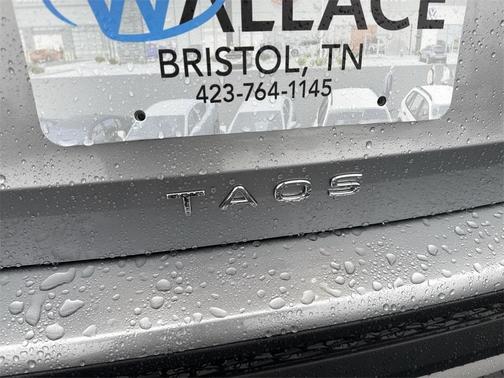 WALLACE
BRISTOL, TN
423-764-1145
TAOS